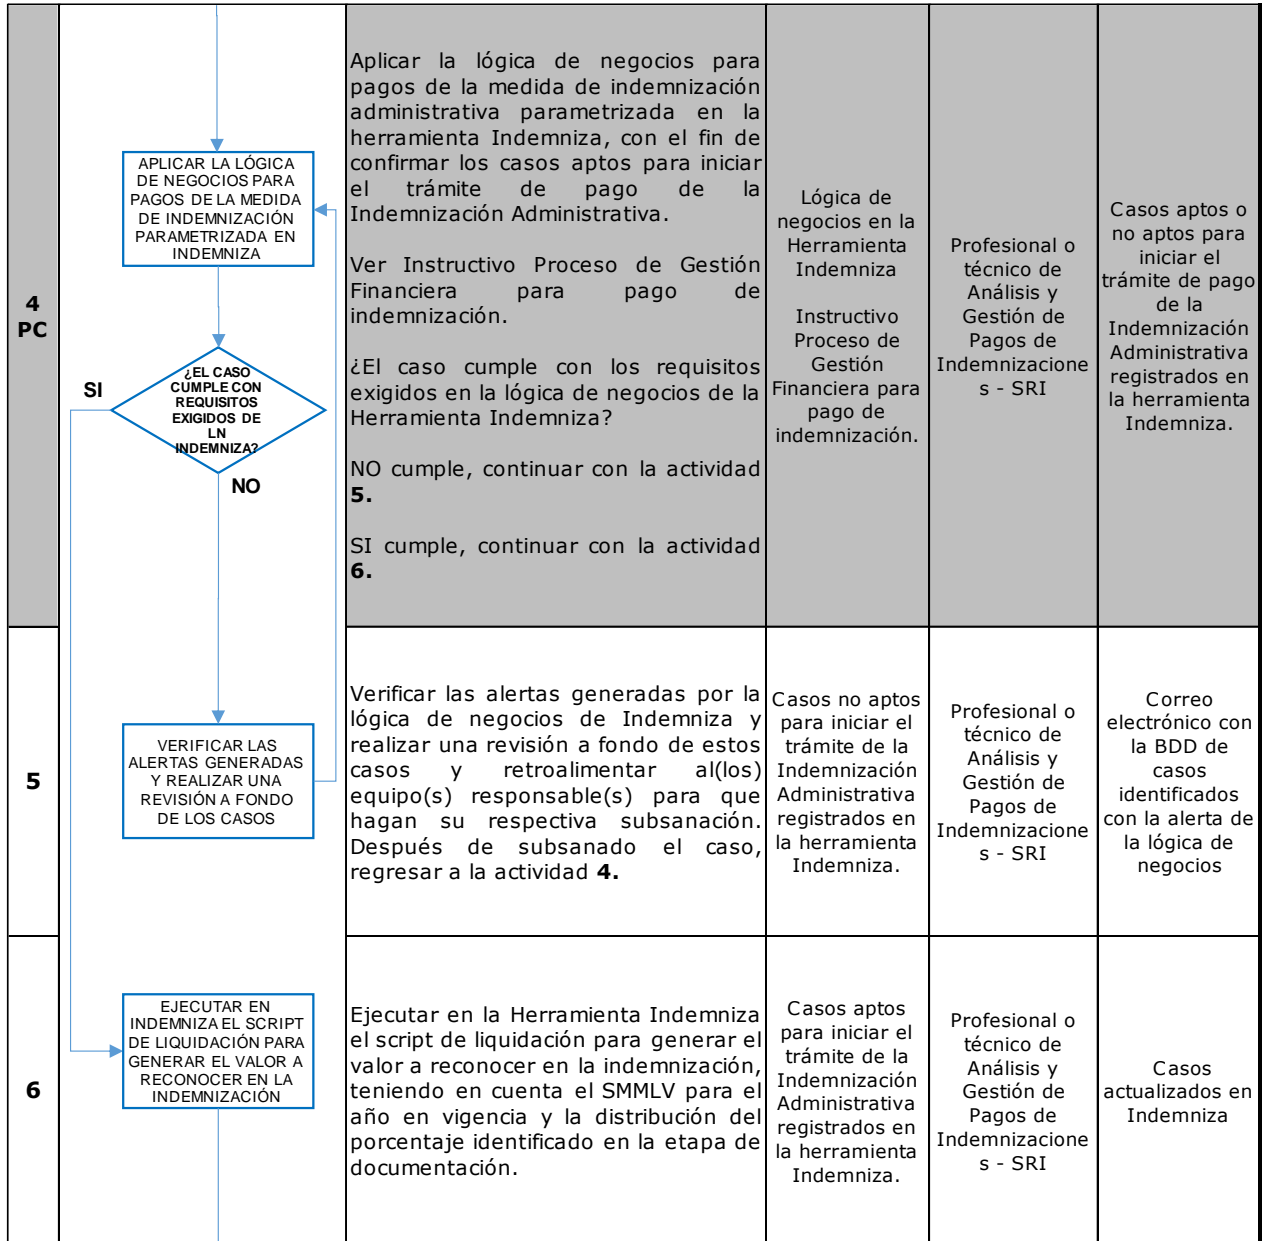 4
PC
APLICAR LA LÓGICA
DE NEGOCIOS PARA
PAGOS DE LA MEDIDA
DE INDEMNIZACIÓN
PARAMETRIZADA EN
INDEMNIZA
¿EL CASO
CUMPLE CON
REQUISITOS
EXIGIDOS DE
LN
INDEMNIZA?
SI
NO
Aplicar la lógica de negocios para
pagos de la medida de indemnización
administrativa parametrizada en la
herramienta Indemniza, con el fin de
confirmar los casos aptos para iniciar
el trámite de pago de la
Indemnización Administrativa.
Ver Instructivo Proceso de Gestión
Financiera para pago de
indemnización.
¿El caso cumple con los requisitos
exigidos en la lógica de negocios de la
Herramienta Indemniza?
NO cumple, continuar con la actividad
5.
SI cumple, continuar con la actividad
6.
Lógica de
negocios en la
Herramienta
Indemniza
Instructivo
Proceso de
Gestión
Financiera para
pago de
indemnización.
Profesional o
técnico de
Análisis y
Gestión de
Pagos de
Indemnizacione
s - SRI
Casos aptos o
no aptos para
iniciar el
trámite de pago
de la
Indemnización
Administrativa
registrados en
la herramienta
Indemniza.
5
VERIFICAR LAS
ALERTAS GENERADAS
Y REALIZAR UNA
REVISIÓN A FONDO
DE LOS CASOS
Verificar las alertas generadas por la
lógica de negocios de Indemniza y
realizar una revisión a fondo de estos
casos y retroalimentar al(los)
equipo(s) responsable(s) para que
hagan su respectiva subsanación.
Después de subsanado el caso,
regresar a la actividad 4.
Casos no aptos
para iniciar el
trámite de la
Indemnización
Administrativa
registrados en
la herramienta
Indemniza.
Profesional o
técnico de
Análisis y
Gestión de
Pagos de
Indemnizacione
s - SRI
Correo
electrónico con
la BDD de
casos
identificados
con la alerta de
la lógica de
negocios
6
EJECUTAR EN
INDEMNIZA EL SCRIPT
DE LIQUIDACIÓN PARA
GENERAR EL VALOR A
RECONOCER EN LA
INDEMNIZACIÓN
Ejecutar en la Herramienta Indemniza
el script de liquidación para generar el
valor a reconocer en la indemnización,
teniendo en cuenta el SMMLV para el
año en vigencia y la distribución del
porcentaje identificado en la etapa de
documentación.
Casos aptos
para iniciar el
trámite de la
Indemnización
Administrativa
registrados en
la herramienta
Indemniza.
Profesional o
técnico de
Análisis y
Gestión de
Pagos de
Indemnizacione
s - SRI
Casos
actualizados en
Indemniza